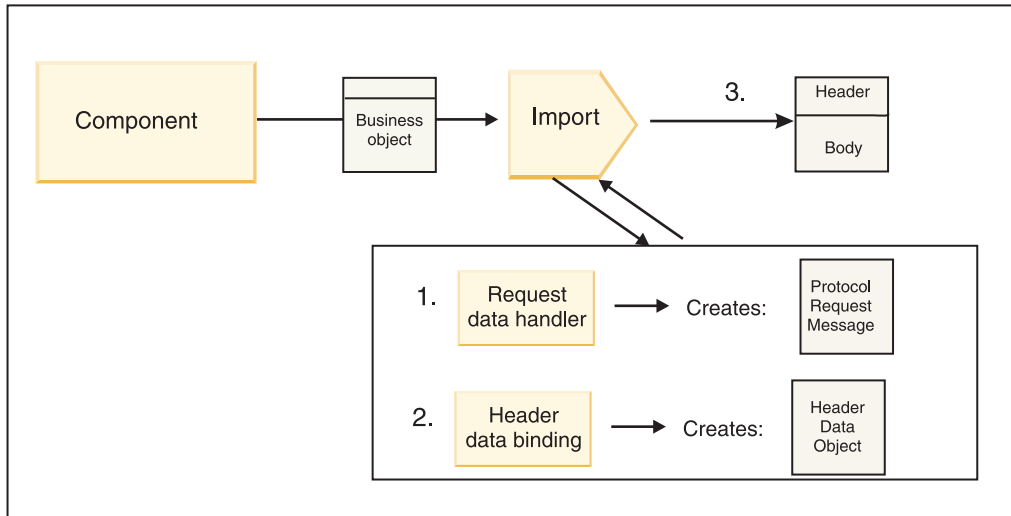 Component
Business
object
Import
3.
Header
Body
1.
Request
data handler
Creates:
Protocol
Request
Message
2.
Header
data binding
Creates:
Header
Data
Object